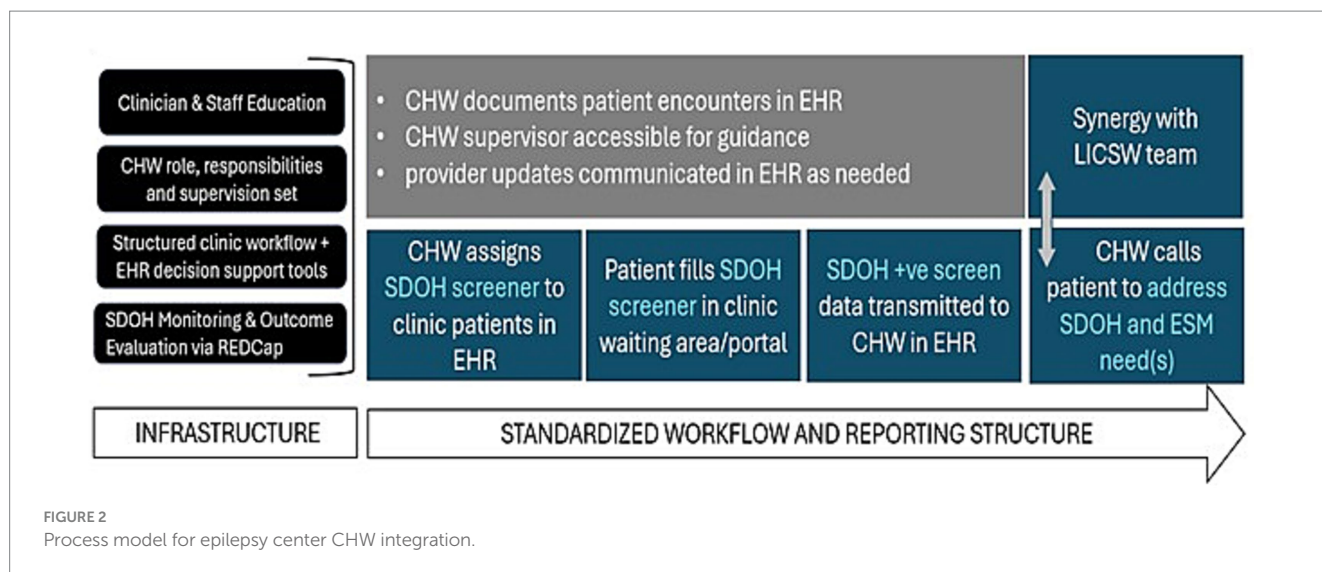 Clinician & Staff Education
CHW role, responsibilities
and supervision set
Structured clinic workflow +
EHR decision support tools
SDOH Monitoring & Outcome
Evaluation via REDCap
• CHW documents patient encounters in EHR
• CHW supervisor accessible for guidance
• provider updates communicated in EHR as needed
Synergy with
LICSW team
CHW assigns
SDOH screener to
clinic patients in
EHR
Patient fills SDOH
screener in clinic
waiting area/portal
SDOH +ve screen
data transmitted to
CHW in EHR
CHW calls
patient to address
SDOH and ESM
need(s)
INFRASTRUCTURE
STANDARDIZED WORKFLOW AND REPORTING STRUCTURE
FIGURE 2
Process model for epilepsy center CHW integration.